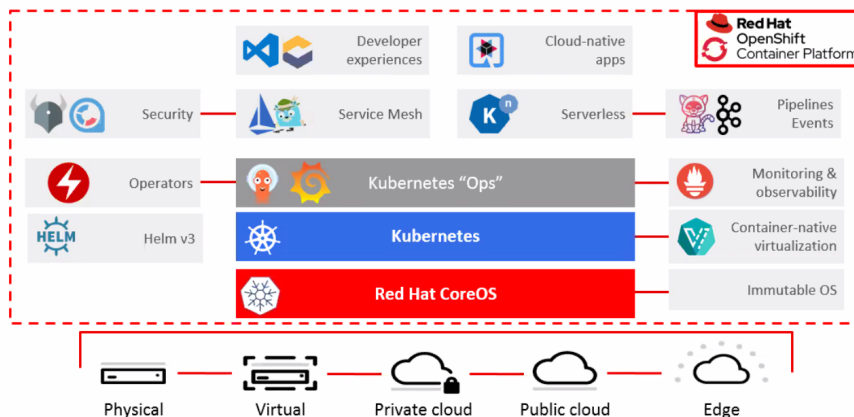 Red Hat
OpenShift
Container Platform
Developer
experiences
Cloud-native
apps
Security
Service Mesh
K
n
Serverless
Pipelines
Events
Operators
Kubernetes “Ops”
Monitoring &
observability
HELM
Helm v3
Kubernetes
Container-native
virtualization
Red Hat CoreOS
Immutable OS
Physical
Virtual
Private cloud
Public cloud
Edge